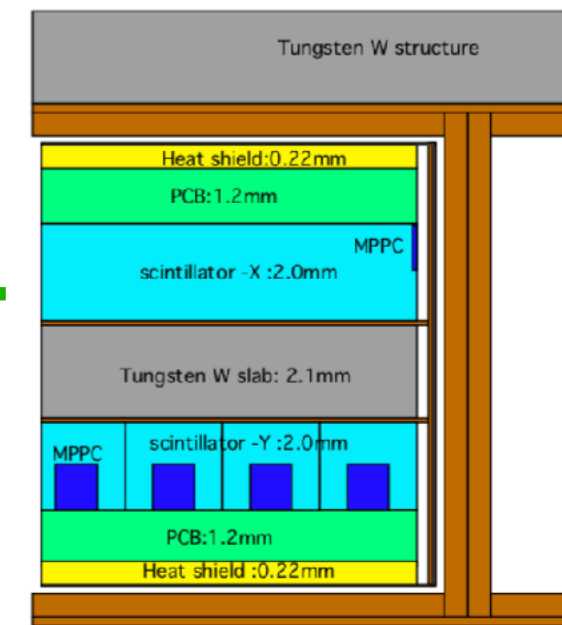 Tungsten W structure
Heat shield:0.22mm
PCB:1.2mm
MPPC
scintillator -X :2.0mm
Tungsten W slab: 2.1mm
scintillator -Y:2.0mm
MPPC
PCB:1.2mm
Heat shield :0.22mm